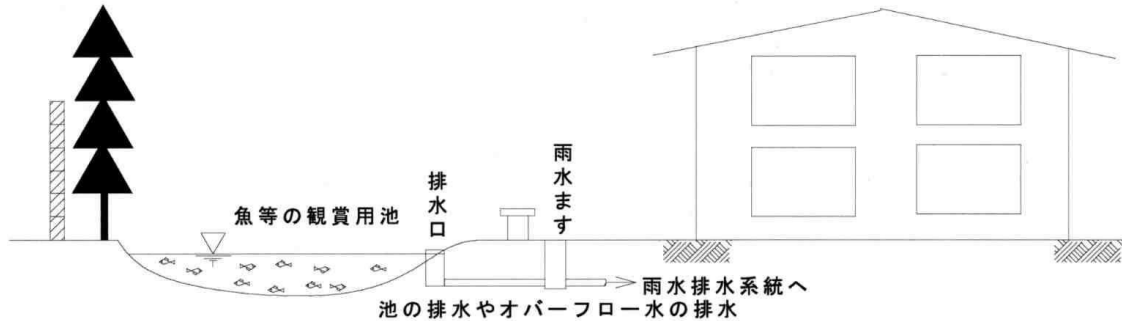 雨水ます
排水口
魚等の観賞用池
雨水排水系統へ
池の排水やオバーフロー水の排水